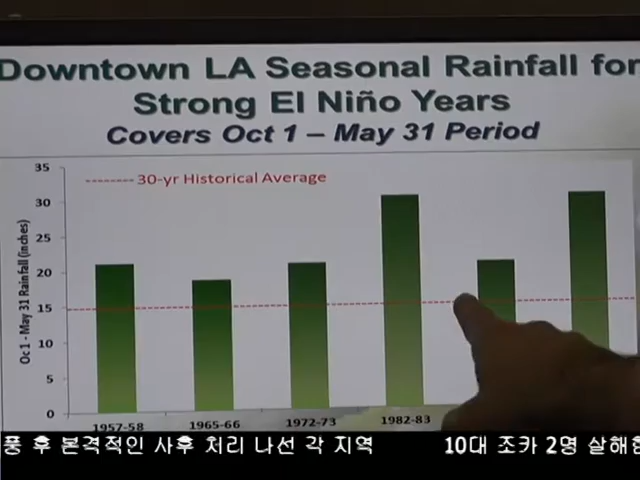 Downtown LA Seasonal Rainfall for
Strong El Niño Years
Covers Oct 1 – May 31 Period
35
30-yr Historical Average
30
25
20
15
10
5
0
Oct 1 - May 31 Rainfall (inches)
1957-58
1965-66
1972-73
1982-83
풍 후 본격적인 사후 처리 나선 각 지역
10대 조카 2명 살해